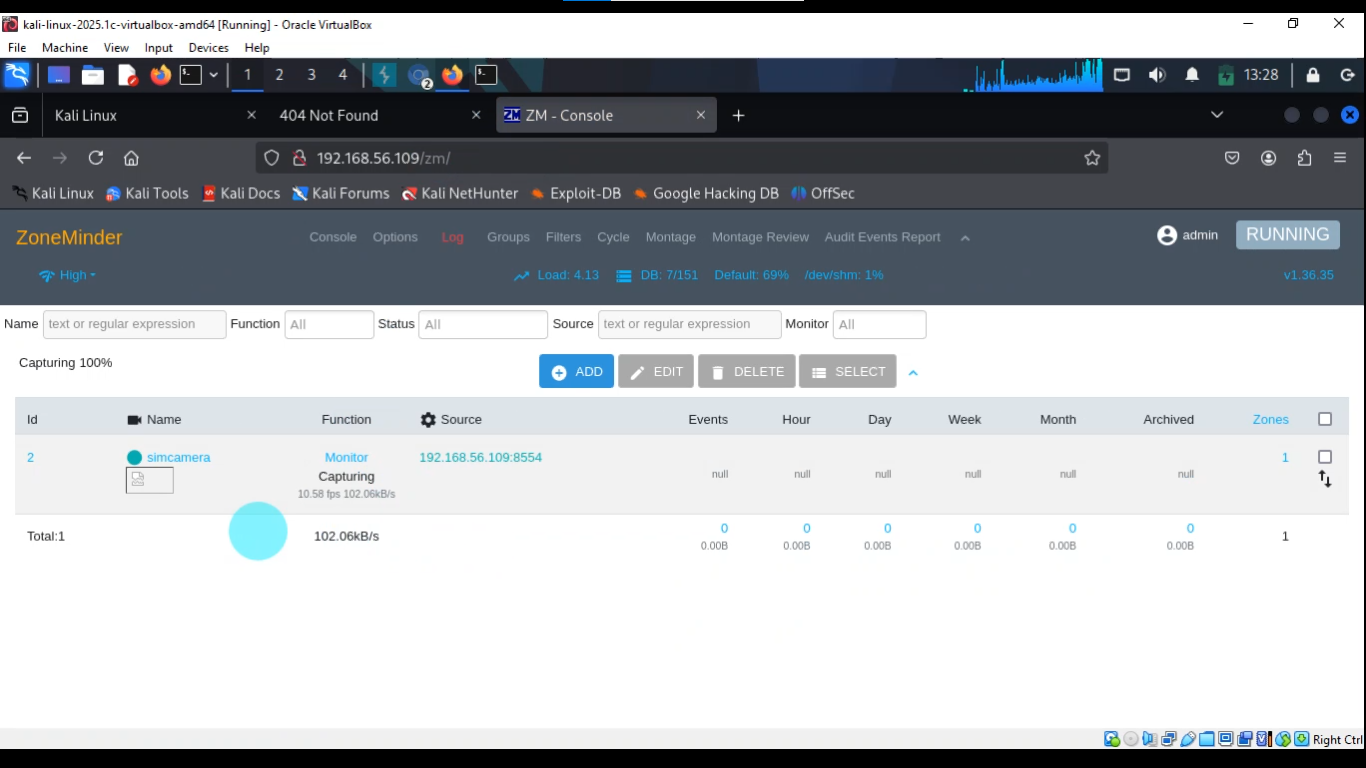 kali-linux-2025.1c-virtualbox-amd64 [Running] - Oracle VirtualBox
File Machine View Input Devices Help
1 2 3 4 2 13:28
Kali Linux 404 Not Found ZM ZM - Console
192.168.56.109/zm/
Kali Linux Kali Tools Kali Docs Kali Forums Kali NetHunter Exploit-DB Google Hacking DB OffSec
ZoneMinder Console Options Log Groups Filters Cycle Montage Montage Review Audit Events Report admin RUNNING
High Load: 4.13 DB: 7/151 Default: 69% /dev/shm: 1% v1.36.35
Name text or regular expression Function All Status All Source text or regular expression Monitor All
Capturing 100% ADD EDIT DELETE SELECT
Id Name Function Source Events Hour Day Week Month Archived Zones
2 simcamera Monitor 192.168.56.109:8554 1
Capturing null null null null null null
10.58 fps 102.06kB/s
Total:1 102.06kB/s 0 0 0 0 0 0 1
0.00B 0.00B 0.00B 0.00B 0.00B 0.00B
Right Ctrl